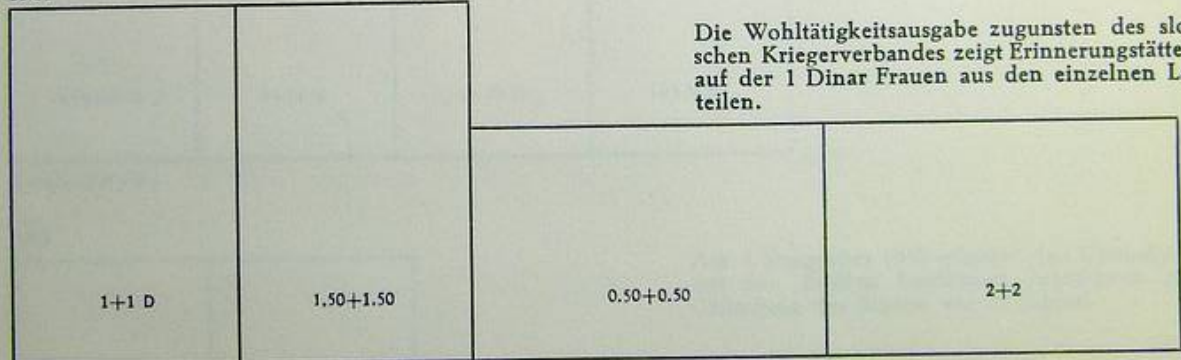 Die Wohltätigkeitsausgabe zugunsten des slo
schen Kriegerverbandes zeigt Erinnerungstätte
auf der 1 Dinar Frauen aus den einzelnen L
teilen.
1+1 D 1.50+1.50 0.50+0.50 2+2